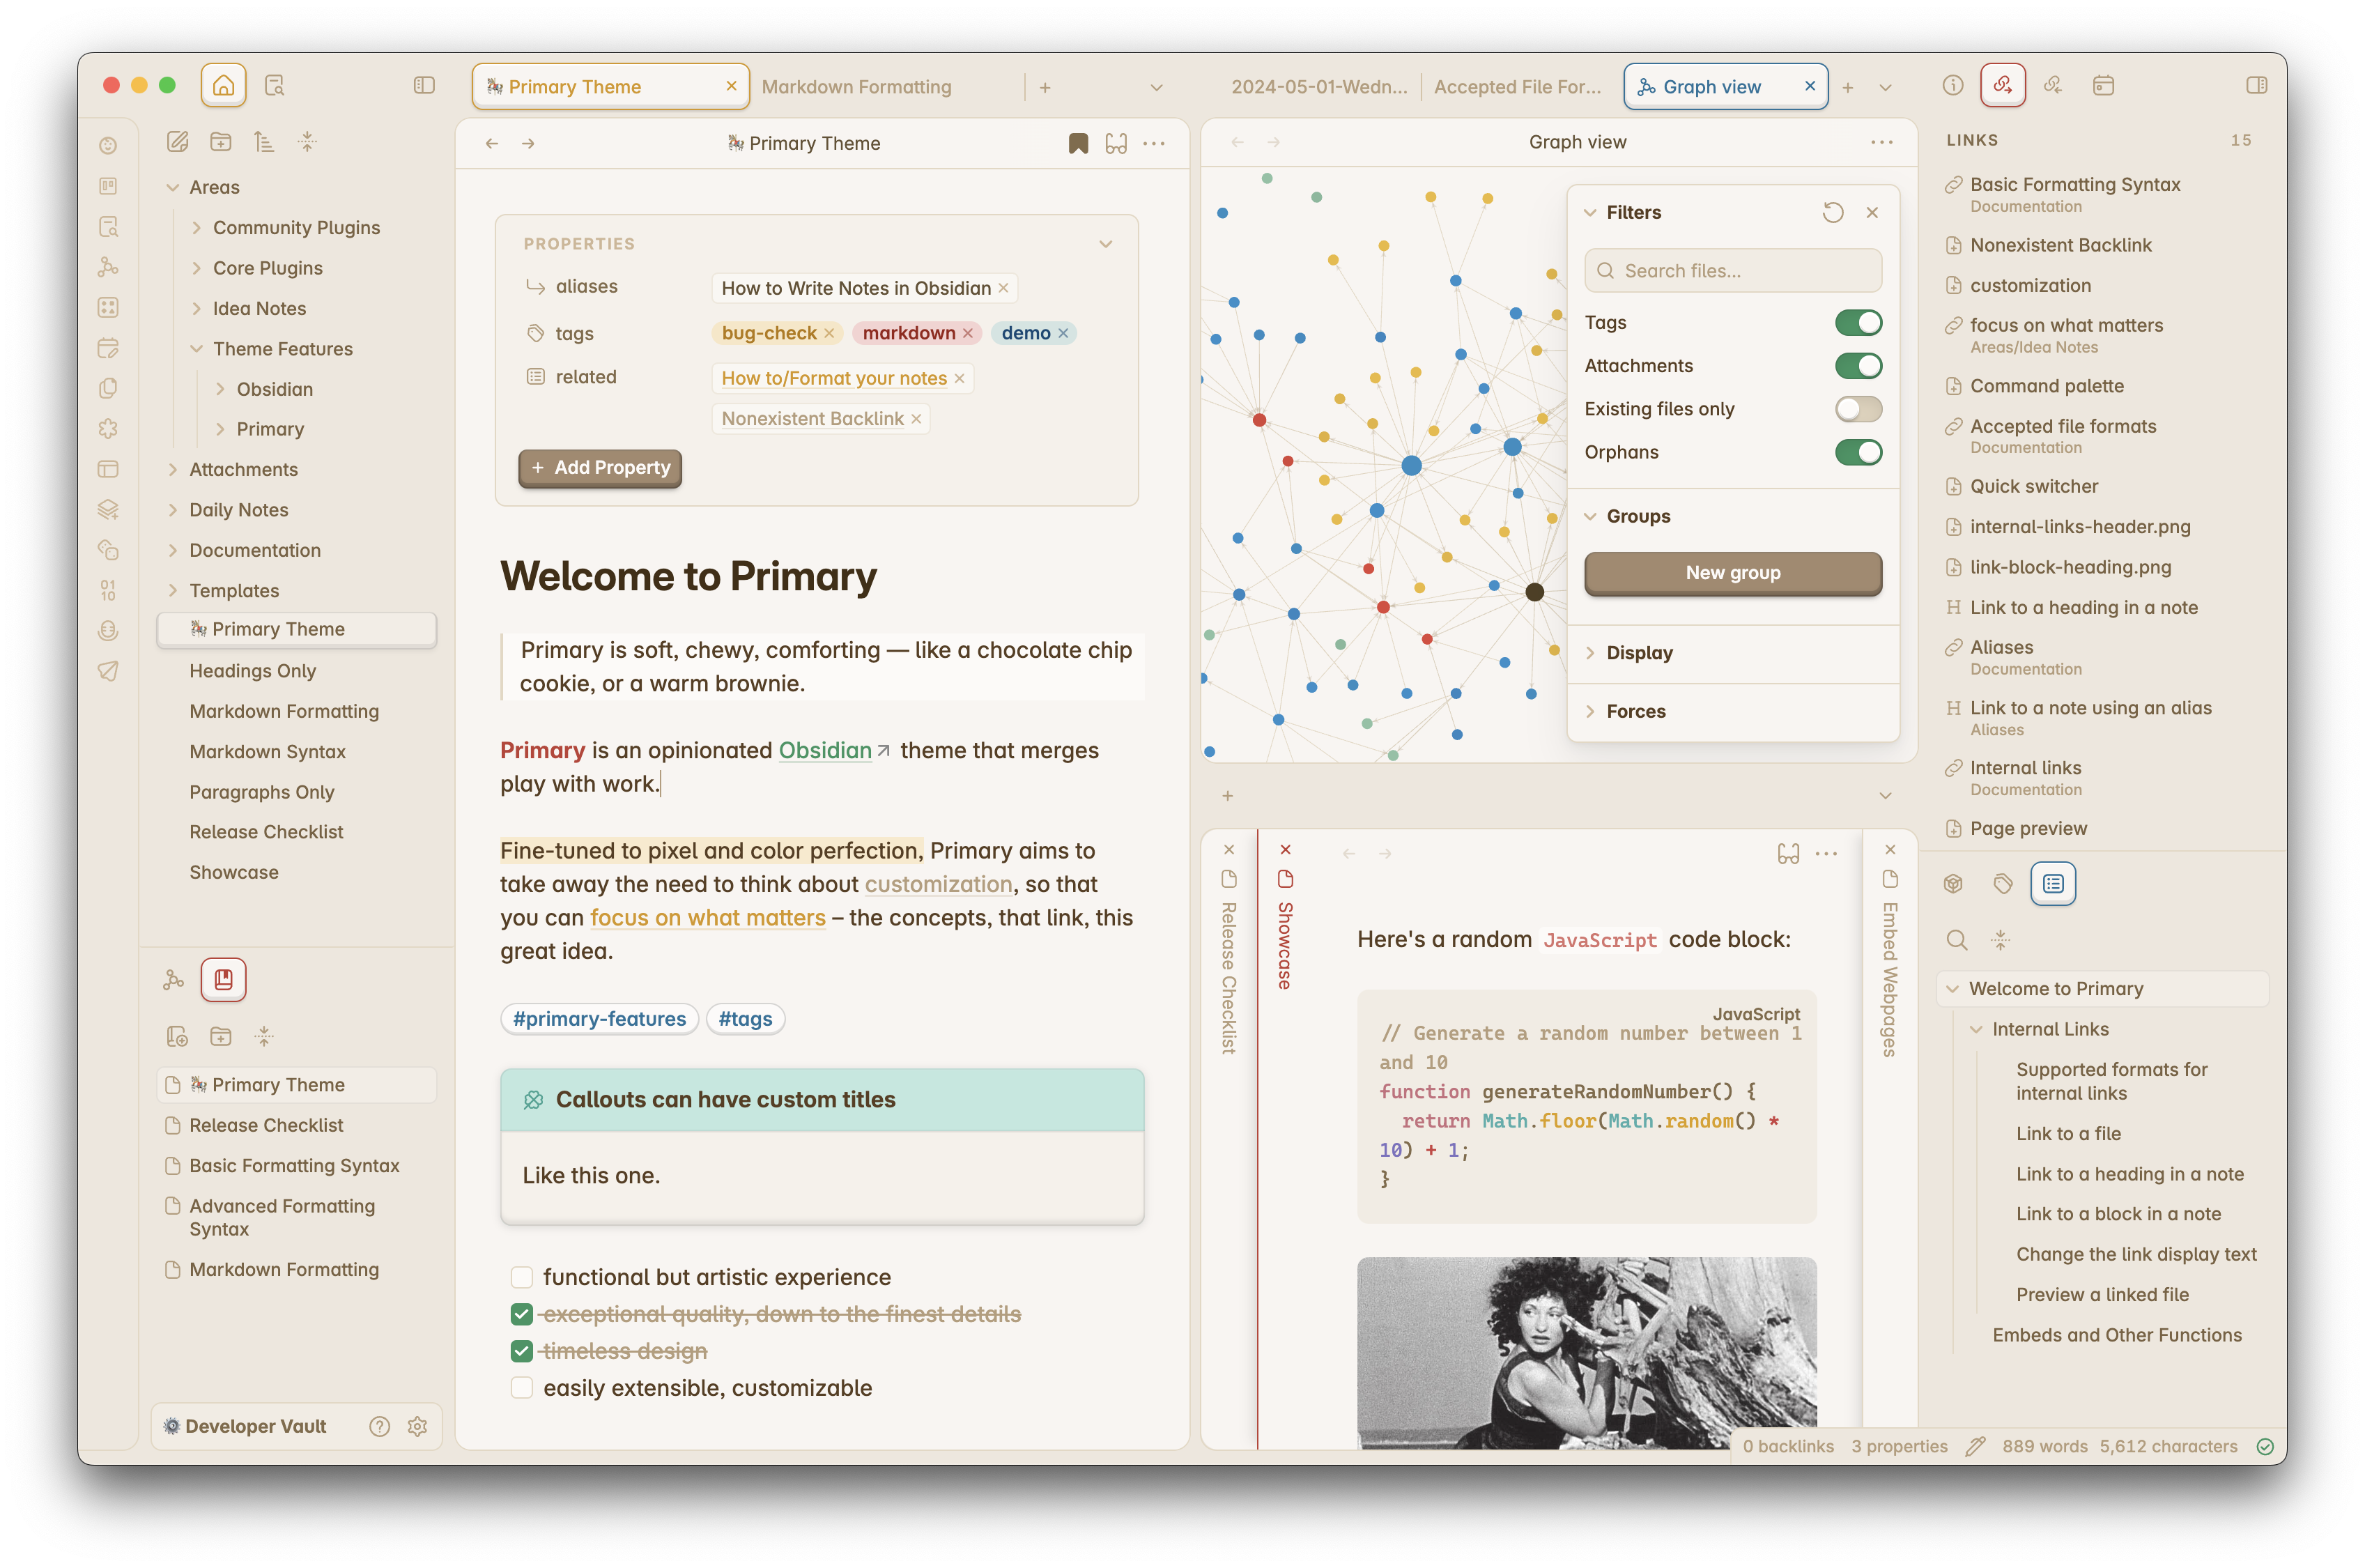 Primary Theme
Markdown Formatting
2024-05-01-Wedn...
Accepted File For...
Graph view
Areas
Community Plugins
Core Plugins
Idea Notes
Theme Features
Obsidian
Primary
Attachments
Daily Notes
Documentation
Templates
Primary Theme
Headings Only
Markdown Formatting
Markdown Syntax
Paragraphs Only
Release Checklist
Showcase
Primary Theme
Release Checklist
Basic Formatting Syntax
Advanced Formatting
Syntax
Markdown Formatting
Developer Vault
Primary Theme
PROPERTIES
aliases
How to Write Notes in Obsidian
tags
bug-check
markdown
demo
related
How to/Format your notes
Nonexistent Backlink
+ Add Property
Welcome to Primary
Primary is soft, chewy, comforting — like a chocolate chip
cookie, or a warm brownie.
Primary is an opinionated Obsidian theme that merges
play with work.
Fine-tuned to pixel and color perfection, Primary aims to
take away the need to think about customization, so that
you can focus on what matters – the concepts, that link, this
great idea.
#primary-features #tags
Callouts can have custom titles
Like this one.
functional but artistic experience
exceptional quality, down to the finest details
timeless design
easily extensible, customizable
Graph view
Filters
Search files...
Tags
Attachments
Existing files only
Orphans
Groups
New group
Display
Forces
Release Checklist
Showcase
Here's a random JavaScript code block:
JavaScript
// Generate a random number between 1
and 10
function generateRandomNumber() {
return Math.floor(Math.random() *
10) + 1;
}
Embed Webpages
LINKS 15
Basic Formatting Syntax
Documentation
Nonexistent Backlink
customization
focus on what matters
Areas/Idea Notes
Command palette
Accepted file formats
Documentation
Quick switcher
internal-links-header.png
link-block-heading.png
H Link to a heading in a note
Aliases
Documentation
H Link to a note using an alias
Aliases
Internal links
Documentation
Page preview
Welcome to Primary
Internal Links
Supported formats for
internal links
Link to a file
Link to a heading in a note
Link to a block in a note
Change the link display text
Preview a linked file
Embeds and Other Functions
0 backlinks 3 properties 889 words 5,612 characters